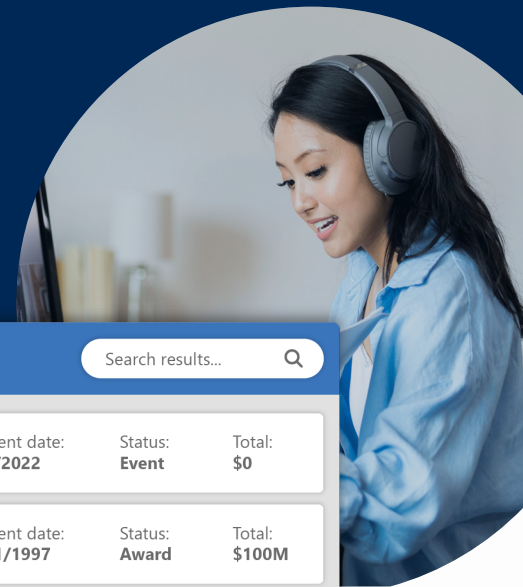 Search results...
ent date: Status: Total:
/2022 Event $0
ent date: Status: Total:
/1997 Award $100M